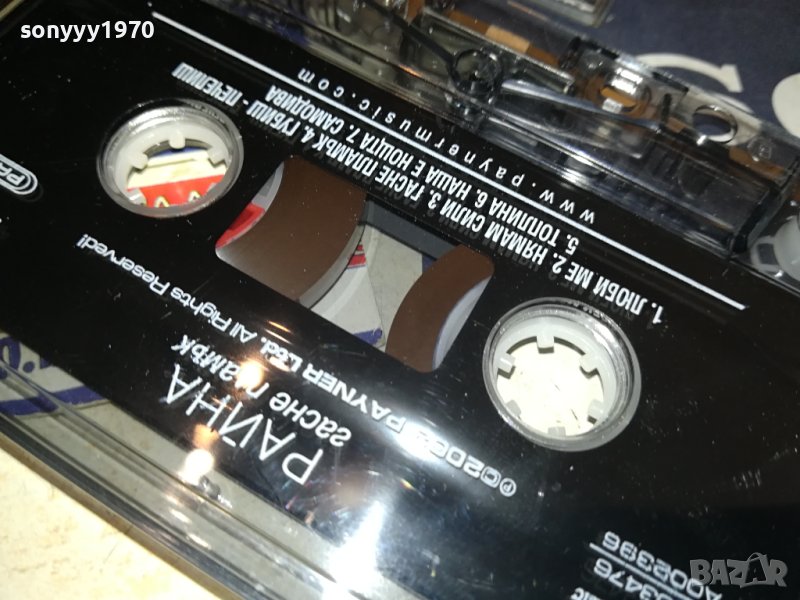 sonyyy1970
РАЙНА
гасне пламък
PAYNER Ltd. All Rights Reserved!
1. ЛЮБИ МЕ 2. НЯМАМ СИЛИ 3. ГАСНЕ ПЛАМЪК 4. ГУБИШ - ПЕЧЕЛИШ
5. ТОПЛИНА 6. НАША Е НОЩТА 7. САМОДИВА
www.paynermusic.com
AD02396
BAZAR